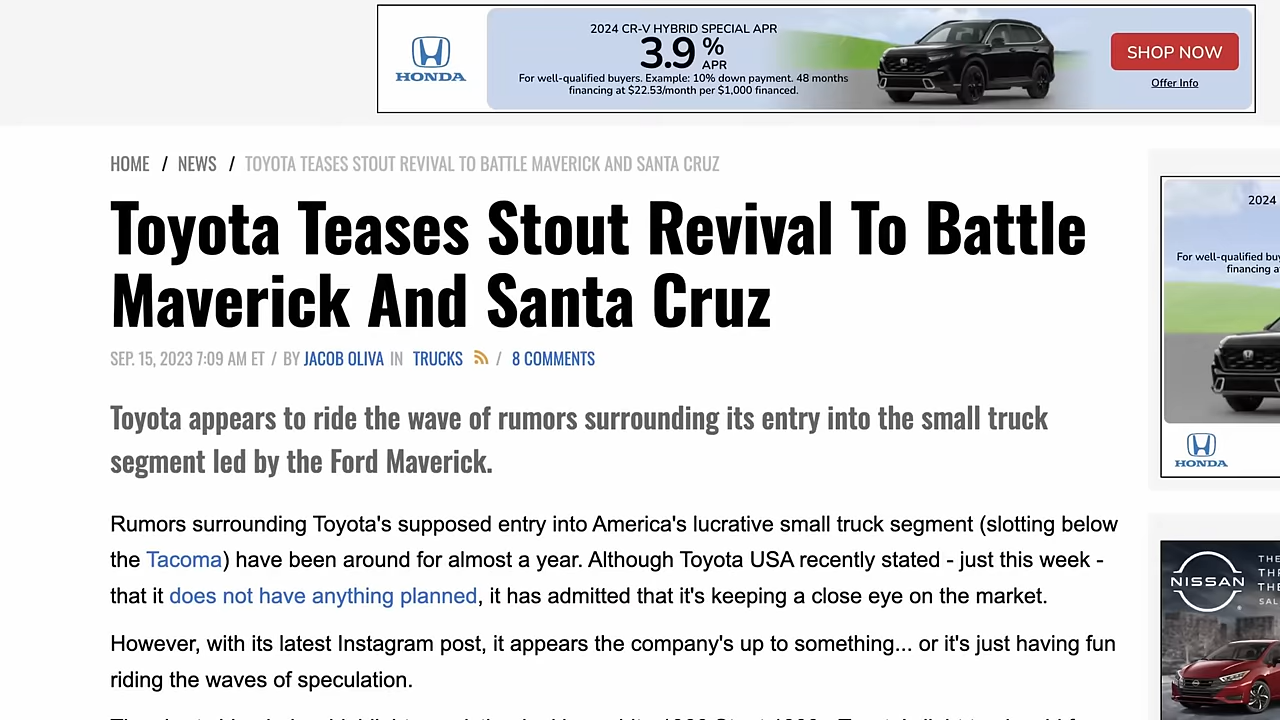 2024 CR-V HYBRID SPECIAL APR
3.9 % APR
For well-qualified buyers. Example: 10% down payment. 48 months
financing at $22.53/month per $1,000 financed.
HONDA
SHOP NOW
Offer Info
HOME / NEWS / TOYOTA TEASES STOUT REVIVAL TO BATTLE MAVERICK AND SANTA CRUZ
Toyota Teases Stout Revival To Battle
Maverick And Santa Cruz
SEP. 15, 2023 7:09 AM ET / BY JACOB OLIVA IN TRUCKS / 8 COMMENTS
Toyota appears to ride the wave of rumors surrounding its entry into the small truck
segment led by the Ford Maverick.
Rumors surrounding Toyota's supposed entry into America's lucrative small truck segment (slotting below
the Tacoma) have been around for almost a year. Although Toyota USA recently stated - just this week -
that it does not have anything planned, it has admitted that it's keeping a close eye on the market.
However, with its latest Instagram post, it appears the company's up to something... or it's just having fun
riding the waves of speculation.
2024
For well-qualified
financing
HONDA
NISSAN